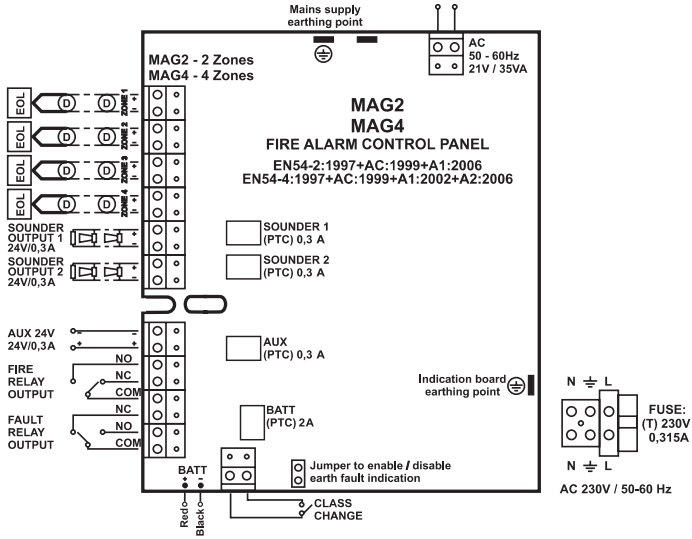 Mains supply
earthing point
AC
50 - 60Hz
21V / 35VA
MAG2 - 2 Zones
MAG4 - 4 Zones
MAG2
MAG4
FIRE ALARM CONTROL PANEL
EN54-2:1997+AC:1999+A1:2006
EN54-4:1997+AC:1999+A1:2002+A2:2006
EOL D D ZONE 1 + -
EOL D D ZONE 2 + -
EOL D D ZONE 3 + -
EOL D D ZONE 4 + -
SOUNDER
OUTPUT 1
24V/0,3A
+ -
SOUNDER
OUTPUT 2
24V/0,3A
+ -
SOUNDER 1
(PTC) 0,3 A
SOUNDER 2
(PTC) 0,3 A
AUX 24V - -
24V/0,3A + +
AUX
(PTC) 0,3 A
FIRE
RELAY
OUTPUT
NO
NC
COM
FAULT
RELAY
OUTPUT
NC
NO
COM
BATT
(PTC) 2A
Indication board
earthing point
BATT
+ -
Red
Black
Jumper to enable / disable
earth fault indication
CLASS
CHANGE
N L
FUSE:
(T) 230V
0,315A
N L
AC 230V / 50-60 Hz